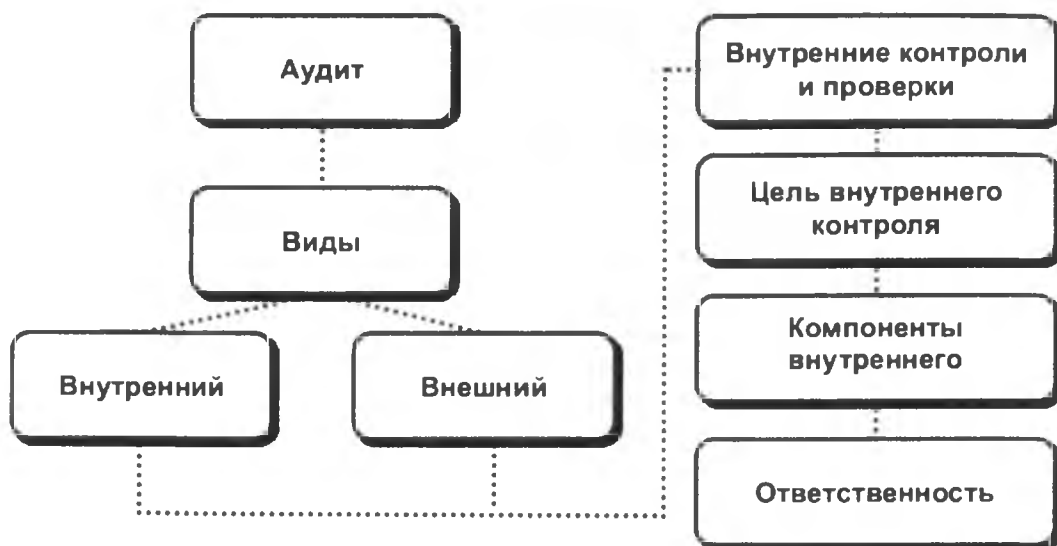 Аудит
Виды
Внутренний
Внешний
Внутренние контроли
и проверки
Цель внутреннего
контроля
Компоненты
внутреннего
Ответственность